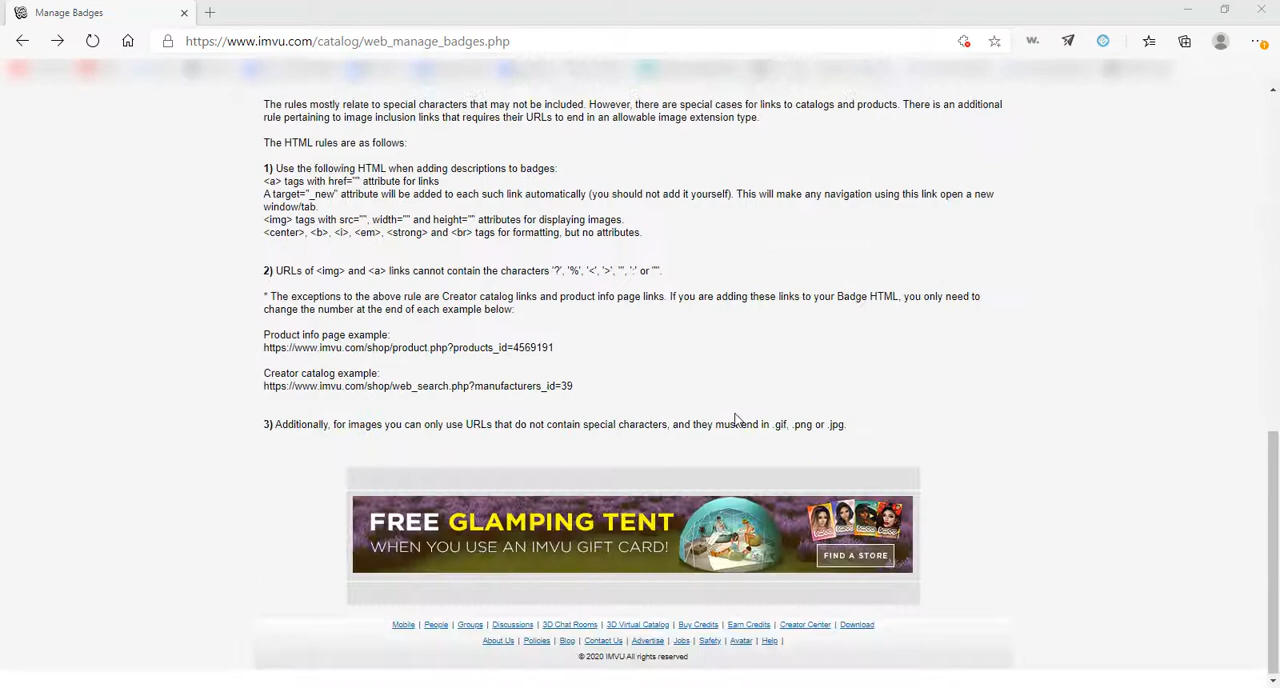 Manage Badges
https://www.imvu.com/catalog/web_manage_badges.php
The rules mostly relate to special characters that may not be included. However, there are special cases for links to catalogs and products. There is an additional
rule pertaining to image inclusion links that requires their URLs to end in an allowable image extension type.
The HTML rules are as follows:
1) Use the following HTML when adding descriptions to badges:
<a> tags with href="" attribute for links
A target="_new" attribute will be added to each such link automatically (you should not add it yourself). This will make any navigation using this link open a new
window/tab.
<img> tags with src="", width="" and height="" attributes for displaying images.
<center>, <b>, <i>, <em>, <strong> and <br> tags for formatting, but no attributes.
2) URLs of <img> and <a> links cannot contain the characters '?', '%', '<', '>', '"', ':' or '"'.
* The exceptions to the above rule are Creator catalog links and product info page links. If you are adding these links to your Badge HTML, you only need to
change the number at the end of each example below:
Product info page example:
https://www.imvu.com/shop/product.php?products_id=4569191
Creator catalog example:
https://www.imvu.com/shop/web_search.php?manufacturers_id=39
3) Additionally, for images you can only use URLs that do not contain special characters, and they must end in .gif, .png or .jpg.
FREE GLAMPING TENT
WHEN YOU USE AN IMVU GIFT CARD!
FIND A STORE
Mobile | People | Groups | Discussions | 3D Chat Rooms | 3D Virtual Catalog | Buy Credits | Earn Credits | Creator Center | Download
About Us | Policies | Blog | Contact Us | Advertise | Jobs | Safety | Avatar | Help |
© 2020 IMVU All rights reserved